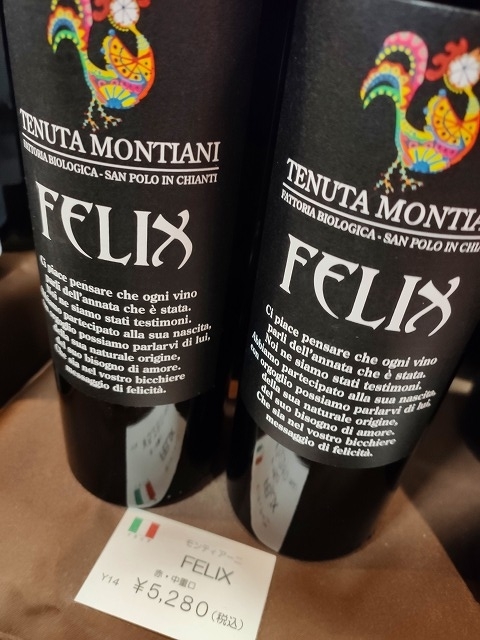 TENUTA MONTIANI
FATTORIA BIOLOGICA - SAN POLO IN CHIANTI
FELIX
Ci piace pensare che ogni vino
parli dell'annata che è stata.
Noi ne siamo stati testimoni.
partecipato alla sua nascita,
orgoglio possiamo parlarvi di lui,
della sua naturale origine,
suo bisogno di amore.
Che sia nel vostro bicchiere
messaggio di felicità.
TENUTA MONTIA
FATTORIA BIOLOGICA - SAN POLO IN CHIA
FELIX
Ci piace pensare che ogni vino
parli dell'annata che è stata.
Noi ne siamo stati testimoni.
Abbiamo partecipato alla sua nascita,
con orgoglio possiamo parlarvi di lui,
della sua naturale origine,
del suo bisogno di amore.
Che sia nel vostro bicchiere
messaggio di felicità.
モンティアーニ
FELIX
赤・中重口
Y14 ¥5,280(税込)